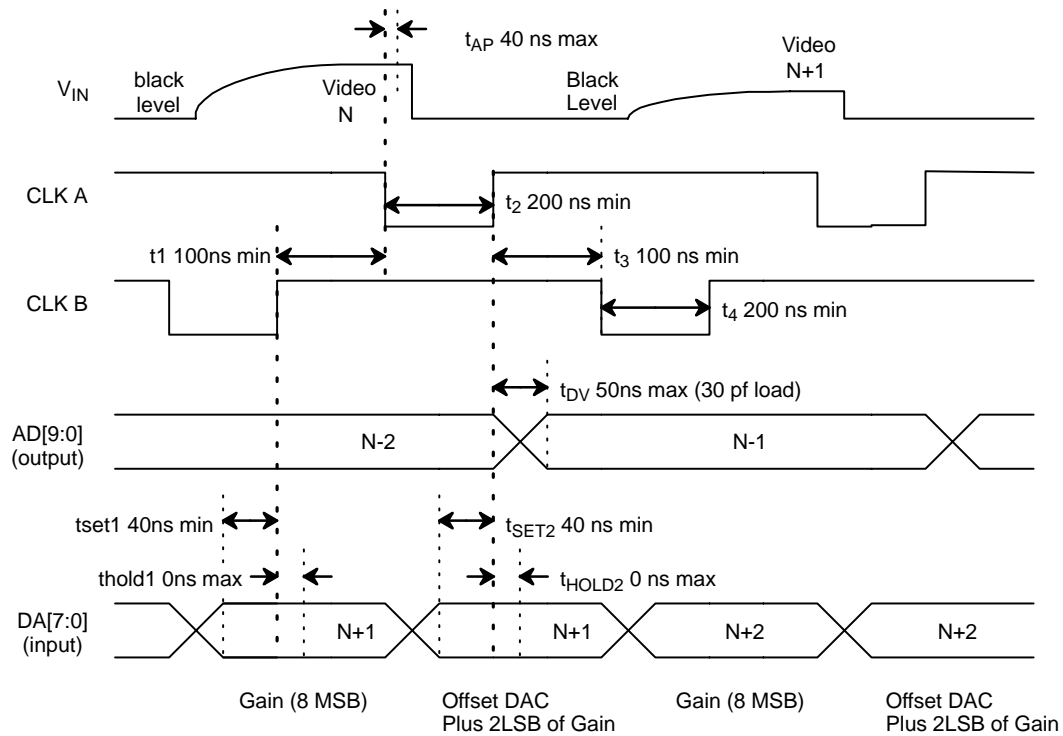 t_AP 40 ns max
Video
N+1
black
level
Black
Level
V_IN
Video
N
CLK A
t_2 200 ns min
t1 100ns min
t_3 100 ns min
CLK B
t_4 200 ns min
t_DV 50ns max (30 pf load)
AD[9:0]
(output)
N-2
N-1
tset1 40ns min
t_SET2 40 ns min
thold1 0ns max
t_HOLD2 0 ns max
DA[7:0]
(input)
N+1
N+1
N+2
N+2
Gain (8 MSB)
Offset DAC
Plus 2LSB of Gain
Gain (8 MSB)
Offset DAC
Plus 2LSB of Gain